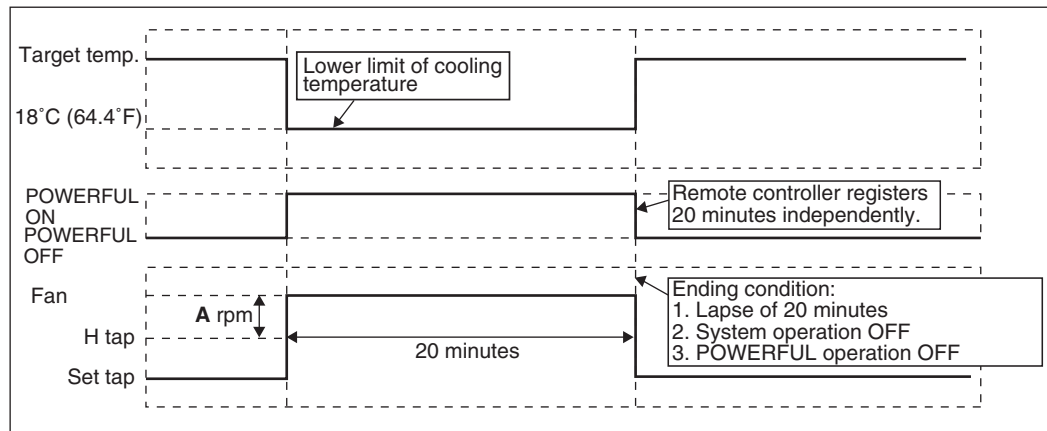 Target temp.
Lower limit of cooling
temperature
18˚C (64.4˚F)
POWERFUL
ON
POWERFUL
OFF
Remote controller registers
20 minutes independently.
Fan
A rpm
H tap
20 minutes
Set tap
Ending condition:
1. Lapse of 20 minutes
2. System operation OFF
3. POWERFUL operation OFF